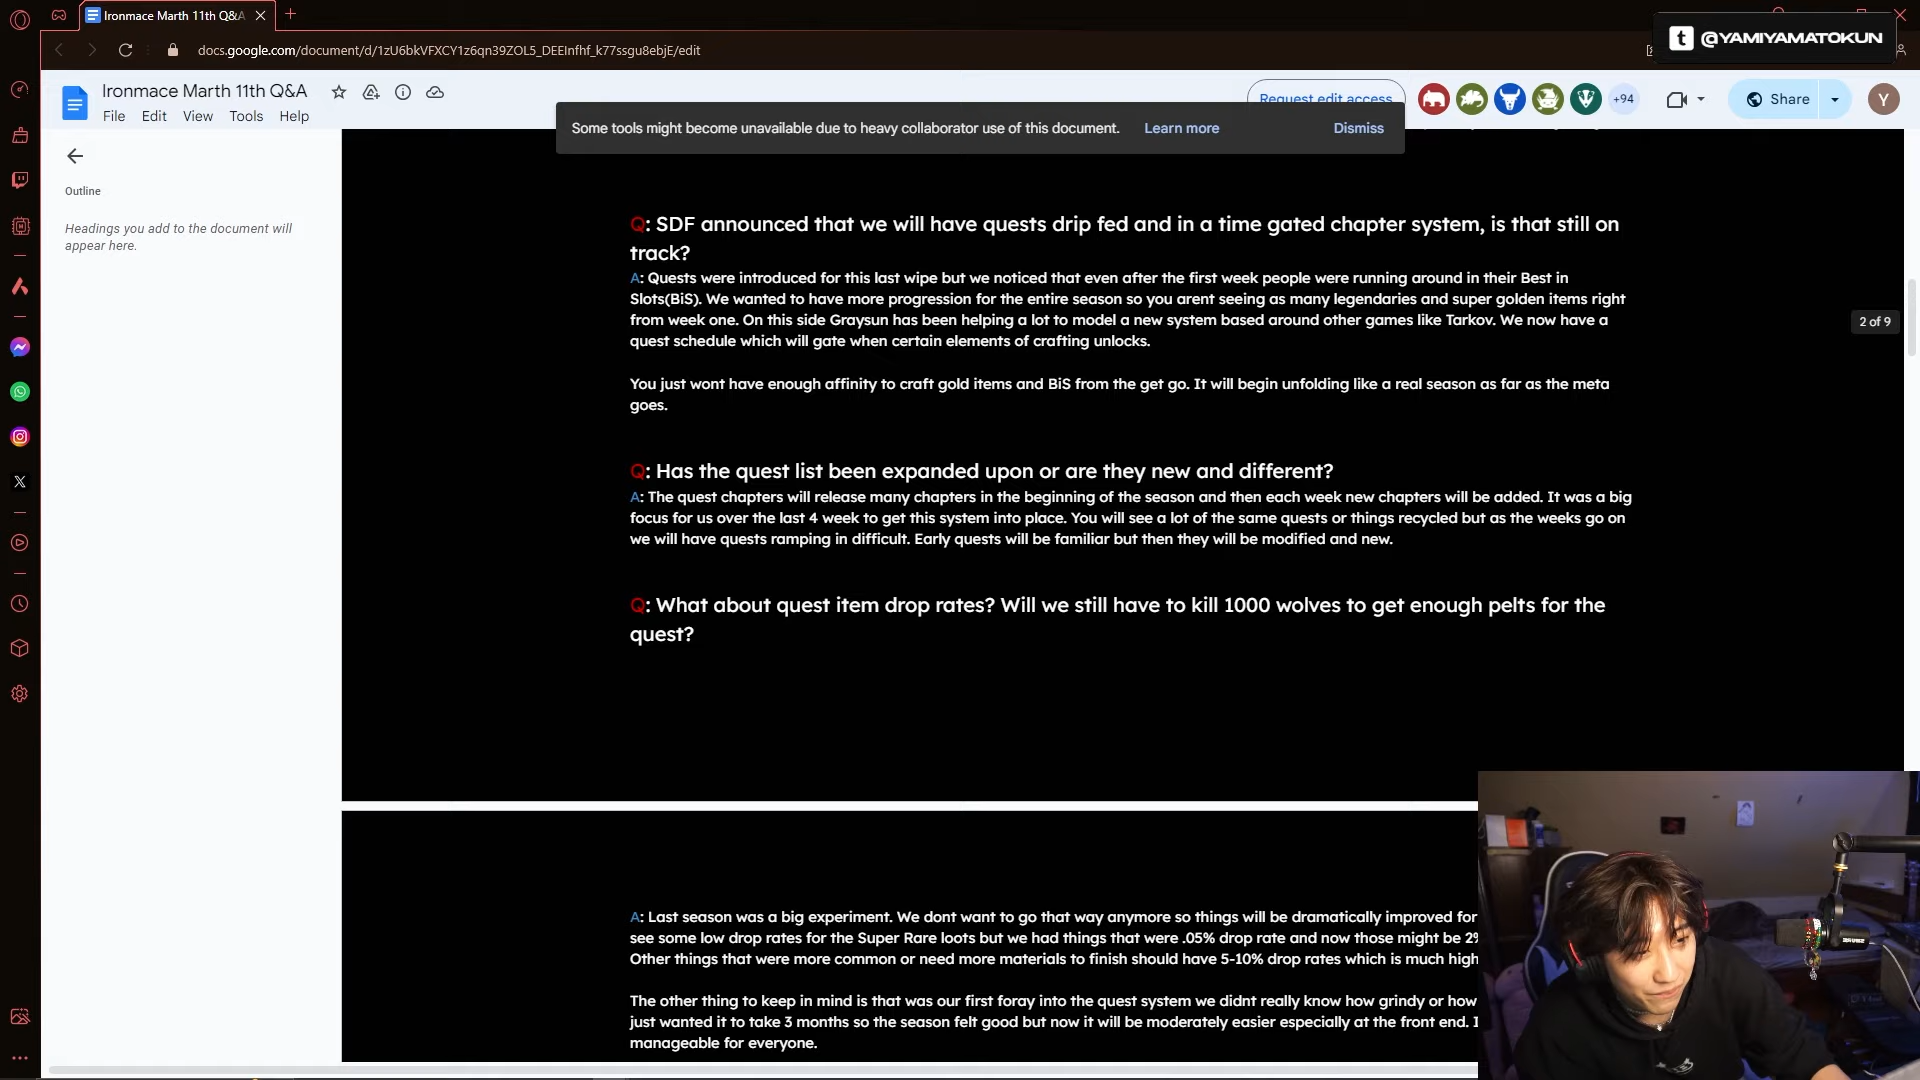 Ironmace Marth 11th Q&A
docs.google.com/document/d/1zU6bkVFXCY1z6qn39ZOL5_DEEInfhf_k77ssgu8ebjE/edit
@YAMIYAMATOKUN
Ironmace Marth 11th Q&A
File Edit View Tools Help
Request edit access
+94
Share
Y
Some tools might become unavailable due to heavy collaborator use of this document. Learn more Dismiss
Outline
Headings you add to the document will
appear here.
2 of 9
Q: SDF announced that we will have quests drip fed and in a time gated chapter system, is that still on
track?
A: Quests were introduced for this last wipe but we noticed that even after the first week people were running around in their Best in
Slots(BiS). We wanted to have more progression for the entire season so you arent seeing as many legendaries and super golden items right
from week one. On this side Graysun has been helping a lot to model a new system based around other games like Tarkov. We now have a
quest schedule which will gate when certain elements of crafting unlocks.
You just wont have enough affinity to craft gold items and BiS from the get go. It will begin unfolding like a real season as far as the meta
goes.
Q: Has the quest list been expanded upon or are they new and different?
A: The quest chapters will release many chapters in the beginning of the season and then each week new chapters will be added. It was a big
focus for us over the last 4 week to get this system into place. You will see a lot of the same quests or things recycled but as the weeks go on
we will have quests ramping in difficult. Early quests will be familiar but then they will be modified and new.
Q: What about quest item drop rates? Will we still have to kill 1000 wolves to get enough pelts for the
quest?
A: Last season was a big experiment. We dont want to go that way anymore so things will be dramatically improved for
see some low drop rates for the Super Rare loots but we had things that were .05% drop rate and now those might be 2%
Other things that were more common or need more materials to finish should have 5-10% drop rates which is much high
The other thing to keep in mind is that was our first foray into the quest system we didnt really know how grindy or how
just wanted it to take 3 months so the season felt good but now it will be moderately easier especially at the front end. I
manageable for everyone.